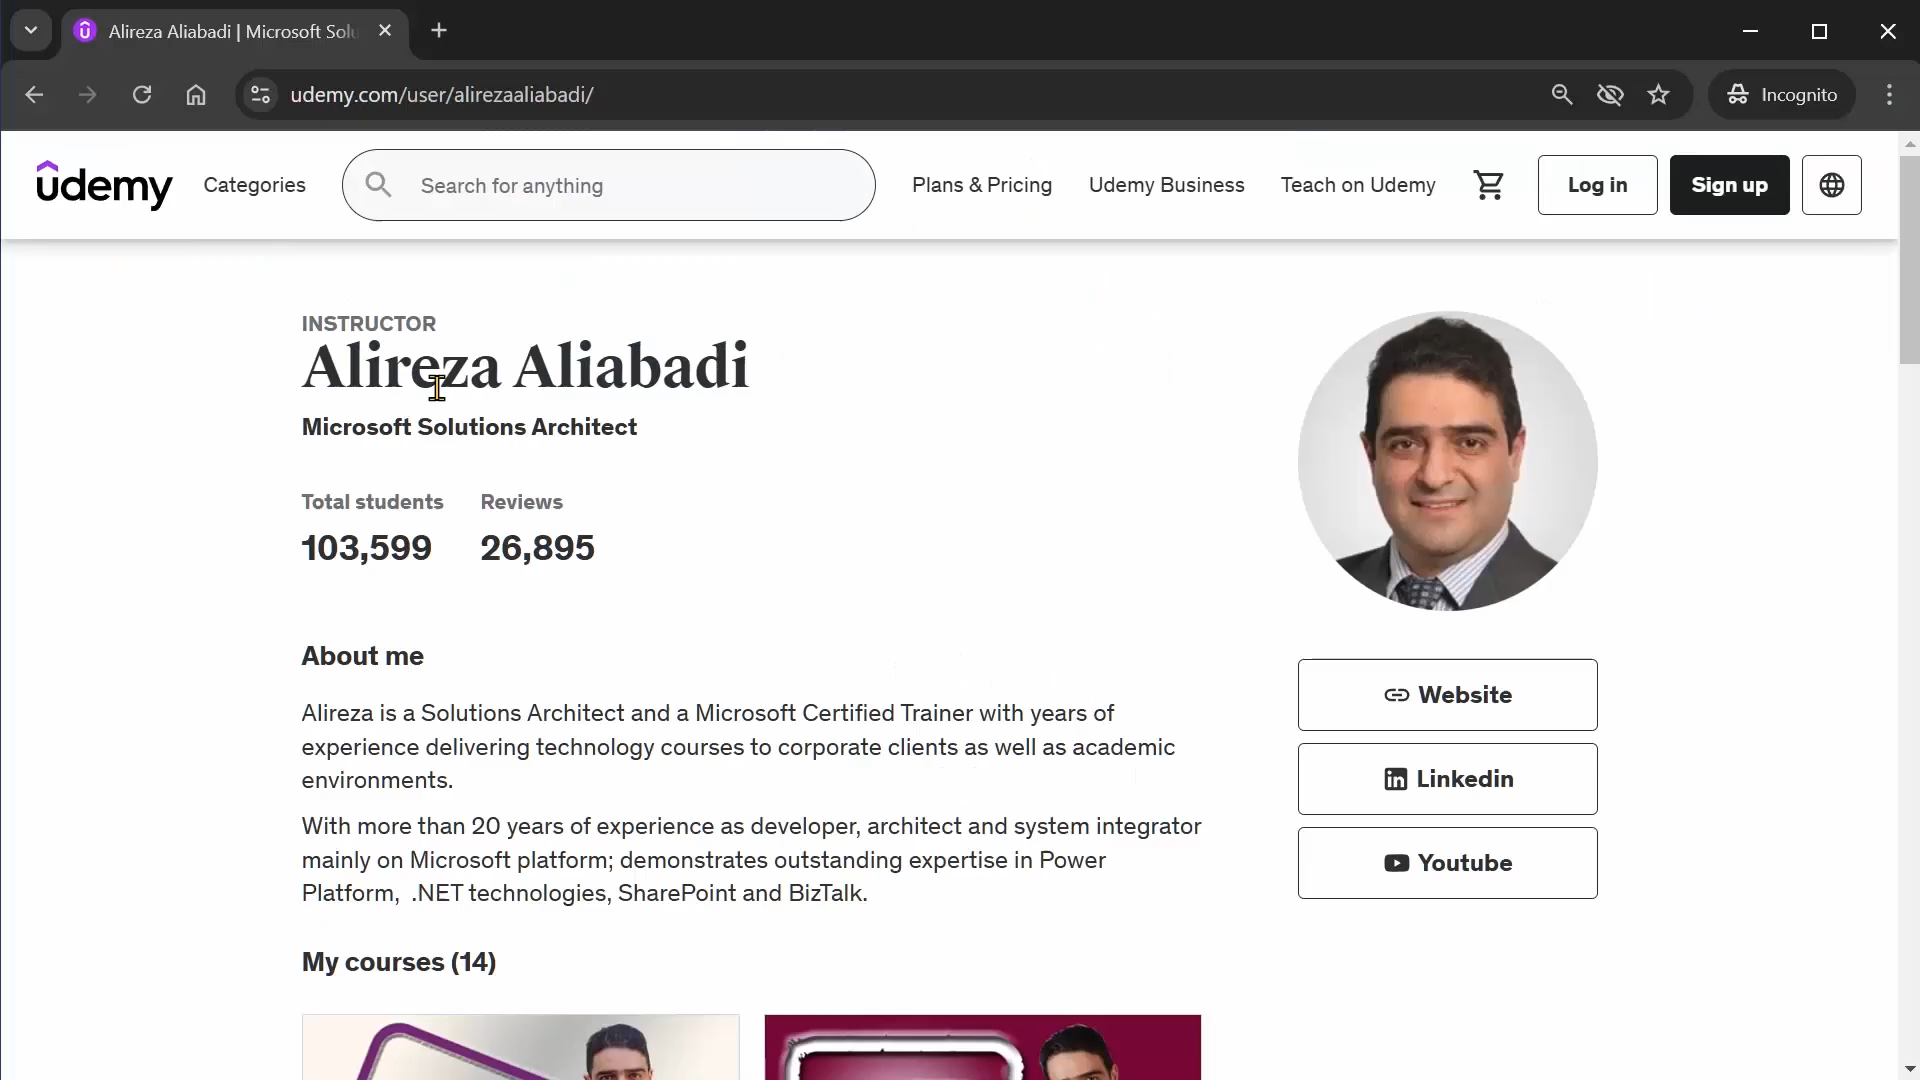 Alireza Aliabadi | Microsoft Solu
udemy.com/user/alirezaaliabadi/
Incognito
udemy
Categories
Search for anything
Plans & Pricing
Udemy Business
Teach on Udemy
Log in
Sign up
INSTRUCTOR
Alireza Aliabadi
Microsoft Solutions Architect
Total students Reviews
103,599 26,895
About me
Alireza is a Solutions Architect and a Microsoft Certified Trainer with years of
experience delivering technology courses to corporate clients as well as academic
environments.
With more than 20 years of experience as developer, architect and system integrator
mainly on Microsoft platform; demonstrates outstanding expertise in Power
Platform,  .NET technologies, SharePoint and BizTalk.
My courses (14)
Website
Linkedin
Youtube